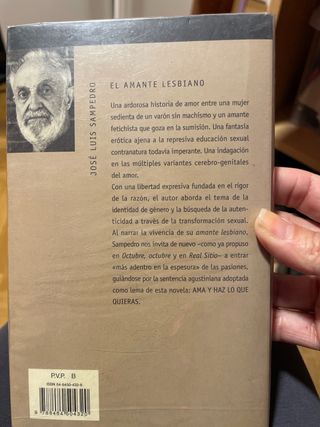 JOSÉ LUIS SAMPEDRO
EL AMANTE LESBIANO
Una ardorosa historia de amor entre una mujer
sedienta de un varón sin machismo y un amante
fetichista que goza en la sumisión. Una fantasía
erótica ajena a la represiva educación sexual
contranatura todavía imperante. Una indagación
en las múltiples variantes cerebro-genitales
del amor.
Con una libertad expresiva fundada en el rigor
de la razón, el autor aborda el tema de la
identidad de género y la búsqueda de la auten-
ticidad a través de la transformación sexual.
Al narrar la vivencia de su amante lesbiano,
Sampedro nos invita de nuevo –como ya propuso
en Octubre, octubre y en Real Sitio– a entrar
«más adentro en la espesura» de las pasiones,
guiándose por la sentencia agustiniana adoptada
como lema de esta novela: AMA Y HAZ LO QUE
QUIERAS.
P.V.P. B